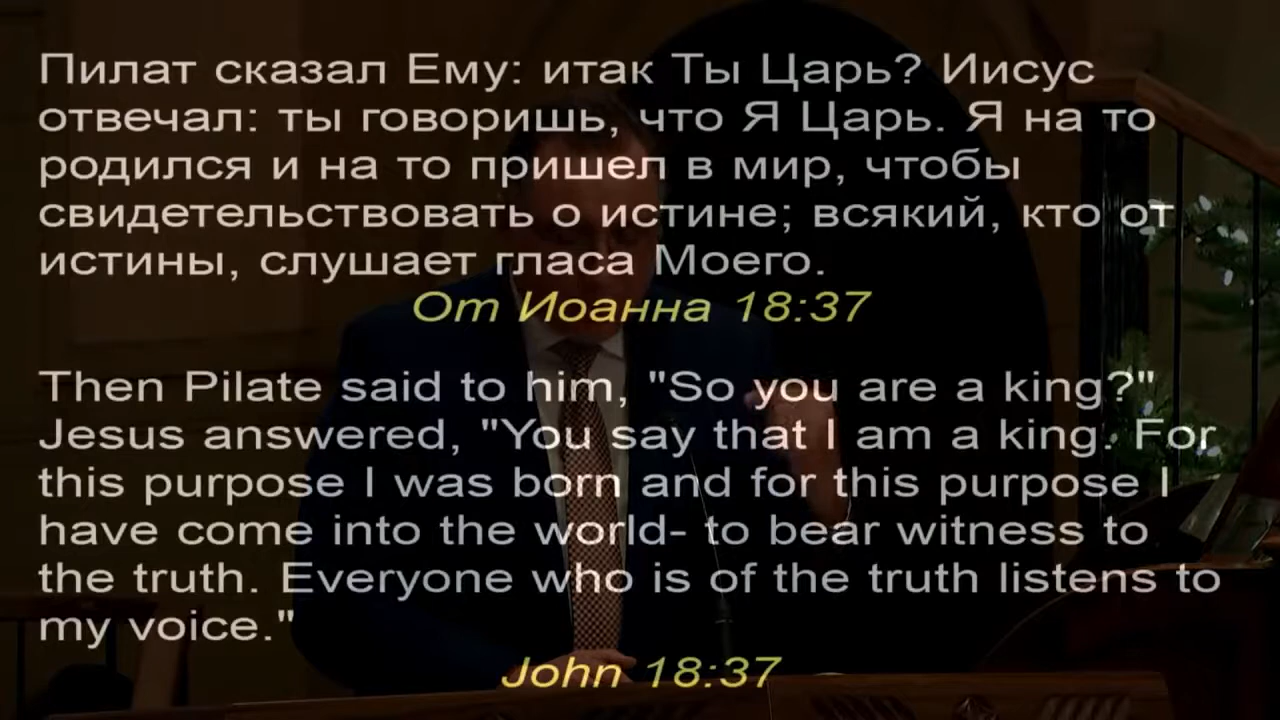 Пилат сказал Ему: итак Ты Царь? Иисус
отвечал: ты говоришь, что Я Царь. Я на то
родился и на то пришел в мир, чтобы
свидетельствовать о истине; всякий, кто от
истины, слушает гласа Моего.
От Иоанна 18:37
Then Pilate said to him, "So you are a king?"
Jesus answered, "You say that I am a king. For
this purpose I was born and for this purpose I
have come into the world- to bear witness to
the truth. Everyone who is of the truth listens to
my voice."
John 18:37